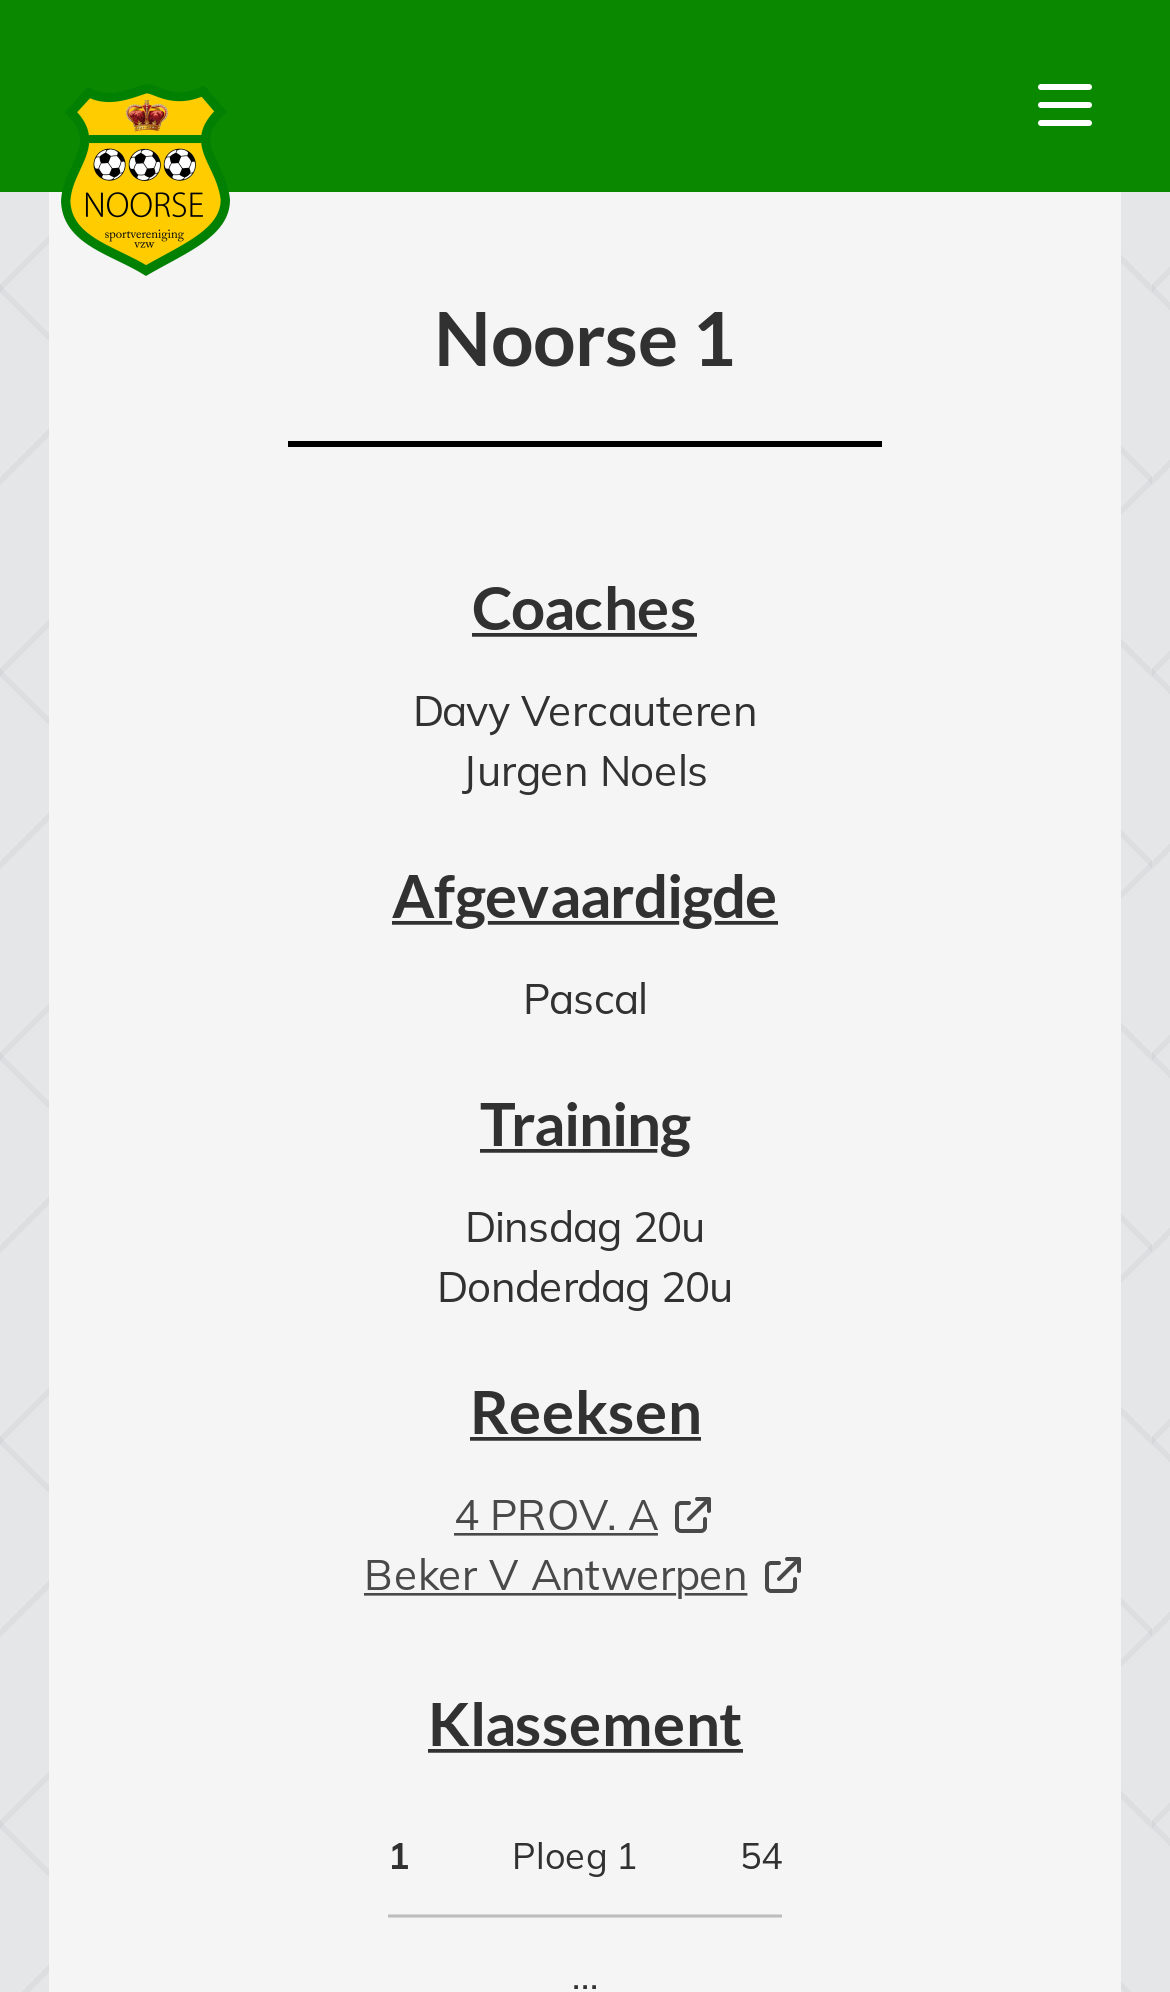 NOORSE
sportvereniging
vzw
Noorse 1
Coaches
Davy Vercauteren
Jurgen Noels
Afgevaardigde
Pascal
Training
Dinsdag 20u
Donderdag 20u
Reeksen
4 PROV. A
Beker V Antwerpen
Klassement
1 Ploeg 1 54
...